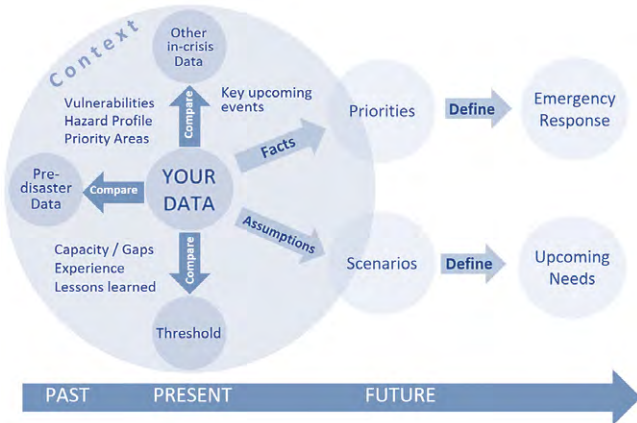 Context
Other
in-crisis
Data
Vulnerabilities
Hazard Profile
Priority Areas
Compare
Key upcoming
events
Pre-
disaster
Data
Compare
YOUR
DATA
Facts
Assumptions
Capacity / Gaps
Experience
Lessons learned
Compare
Threshold
Priorities
Define
Emergency
Response
Scenarios
Define
Upcoming
Needs
PAST
PRESENT
FUTURE